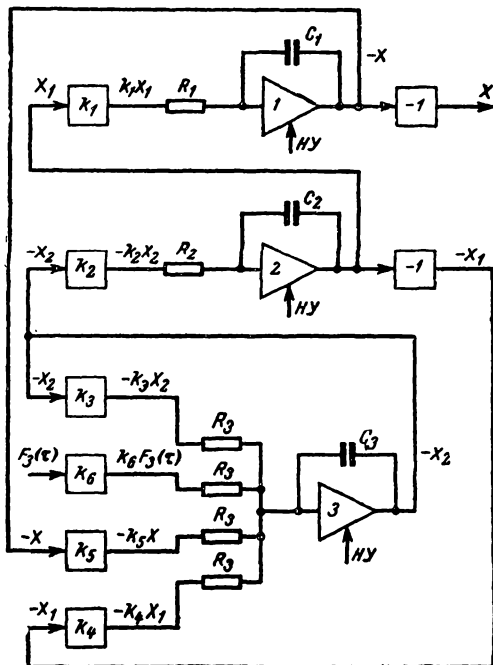 C₁
-X
X₁ K₁ K₁X₁ R₁ 1 -1 X
НУ
C₂
-X₂ K₂ -K₂X₂ R₂ 2 -1 -X₁
НУ
-X₂ K₃ -K₃X₂
R₃
F₃(τ) K₆ K₆F₃(τ) R₃ C₃ -X₂
-X K₅ -K₅X R₃ 3
R₃ НУ
-X₁ K₄ -K₄X₁